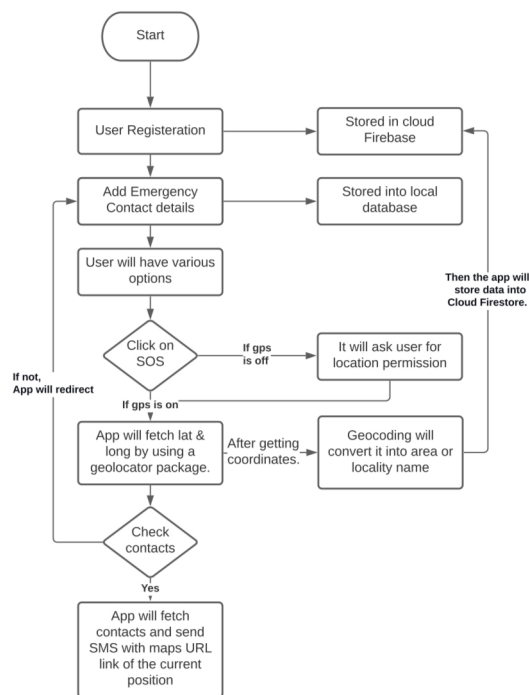 Start
User Registeration
Stored in cloud
Firebase
Add Emergency
Contact details
Stored into local
database
User will have various
options
Then the app will
store data into
Cloud Firestore.
Click on
SOS
If gps
is off
It will ask user for
location permission
If not,
App will redirect
If gps is on
App will fetch lat &
long by using a
geolocator package.
After getting
coordinates.
Geocoding will
convert it into area or
locality name
Check
contacts
Yes
App will fetch
contacts and send
SMS with maps URL
link of the current
position